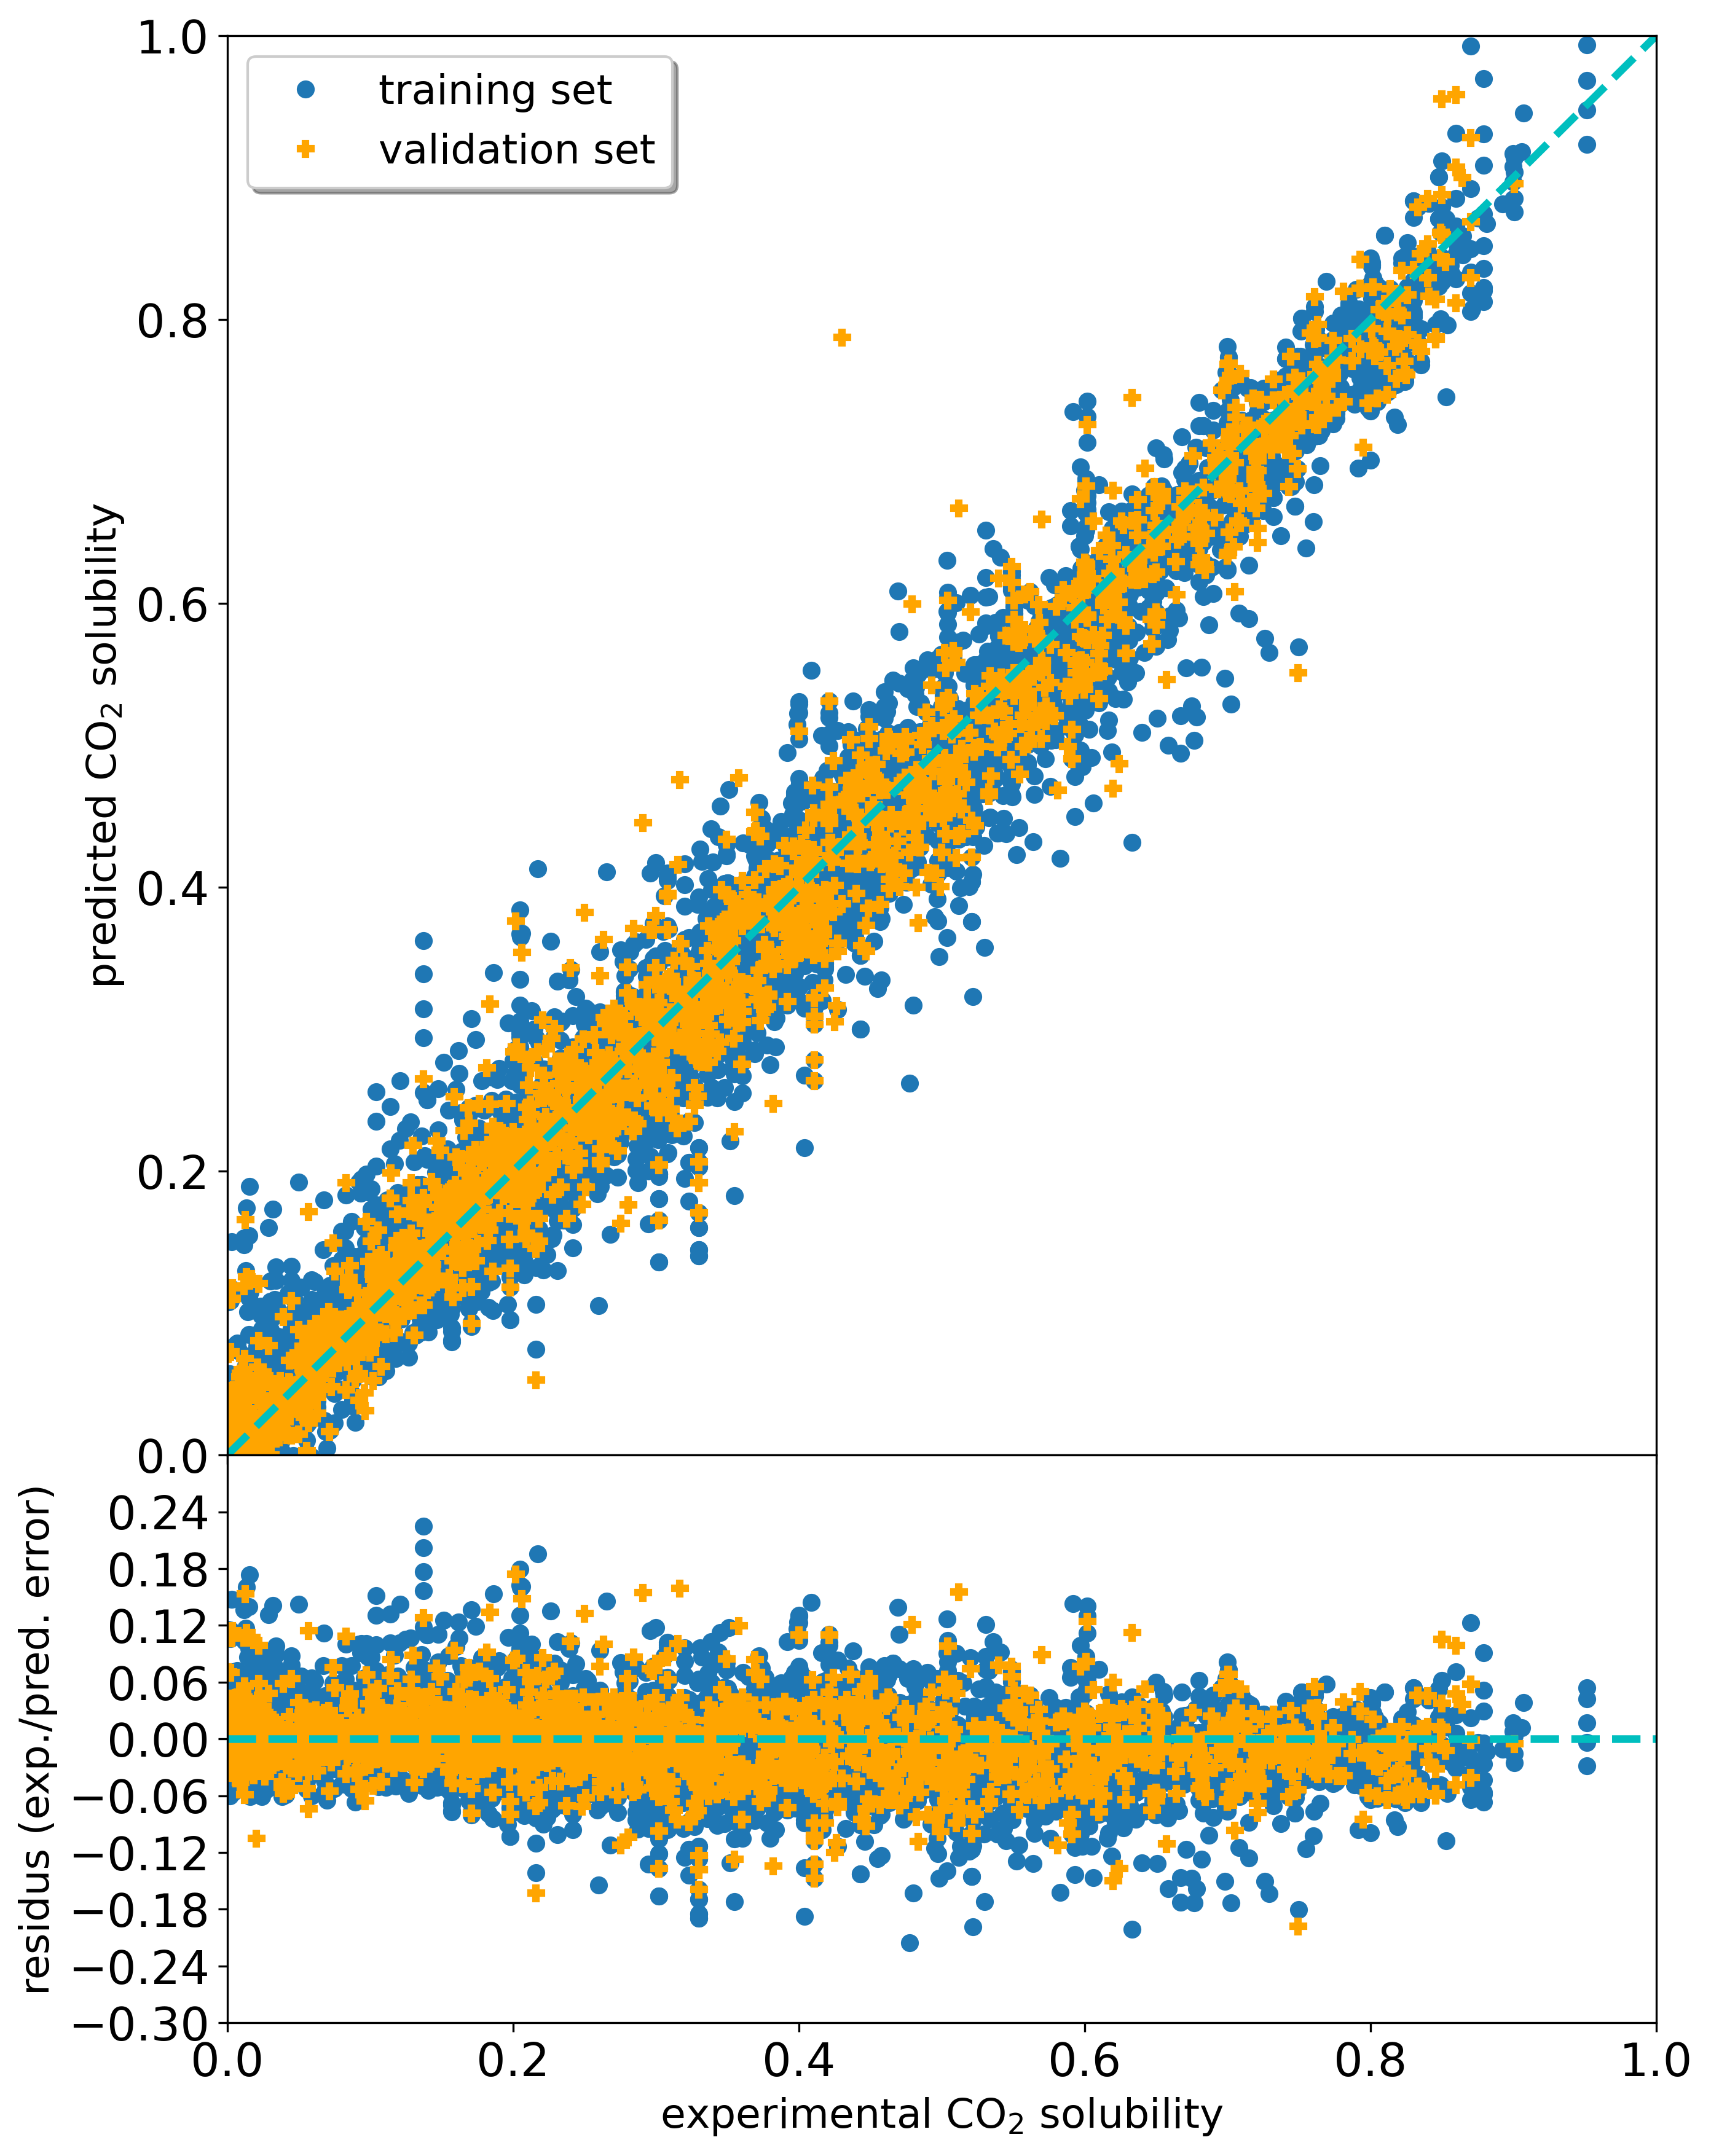 1.0
training set
validation set
0.8
0.6
0.4
0.2
0.0
predicted CO₂ solubility
0.24
0.18
0.12
0.06
0.00
−0.06
−0.12
−0.18
−0.24
−0.30
residus (exp./pred. error)
0.0 0.2 0.4 0.6 0.8 1.0
experimental CO₂ solubility